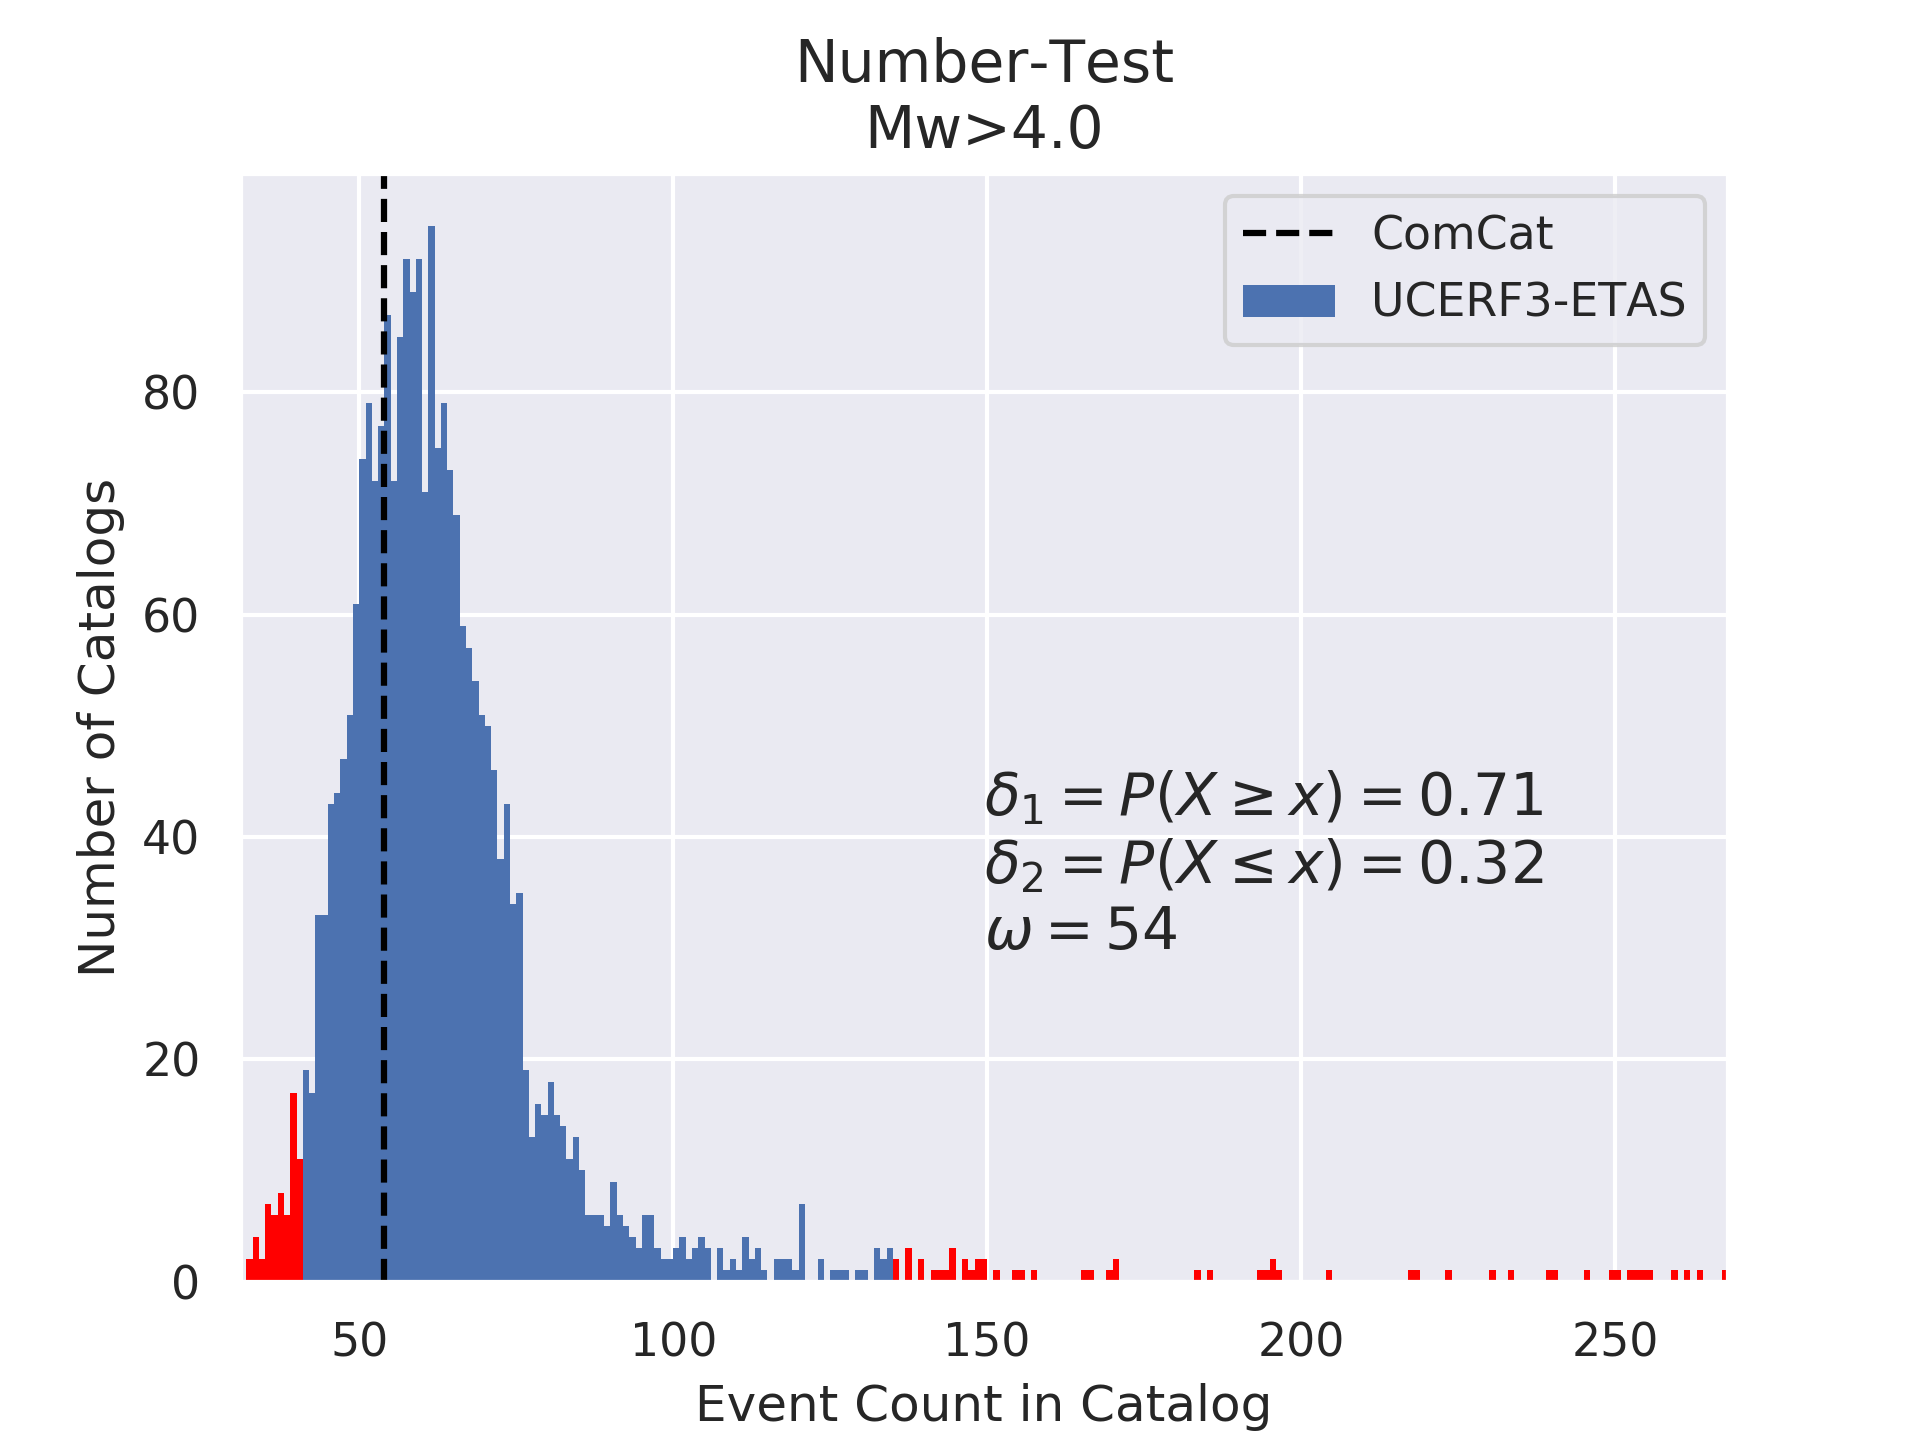 Number-Test
Mw>4.0
ComCat
UCERF3-ETAS
Number of Catalogs
80
60
40
20
0
δ₁ = P(X ≥ x) = 0.71
δ₂ = P(X ≤ x) = 0.32
ω = 54
50 100 150 200 250
Event Count in Catalog